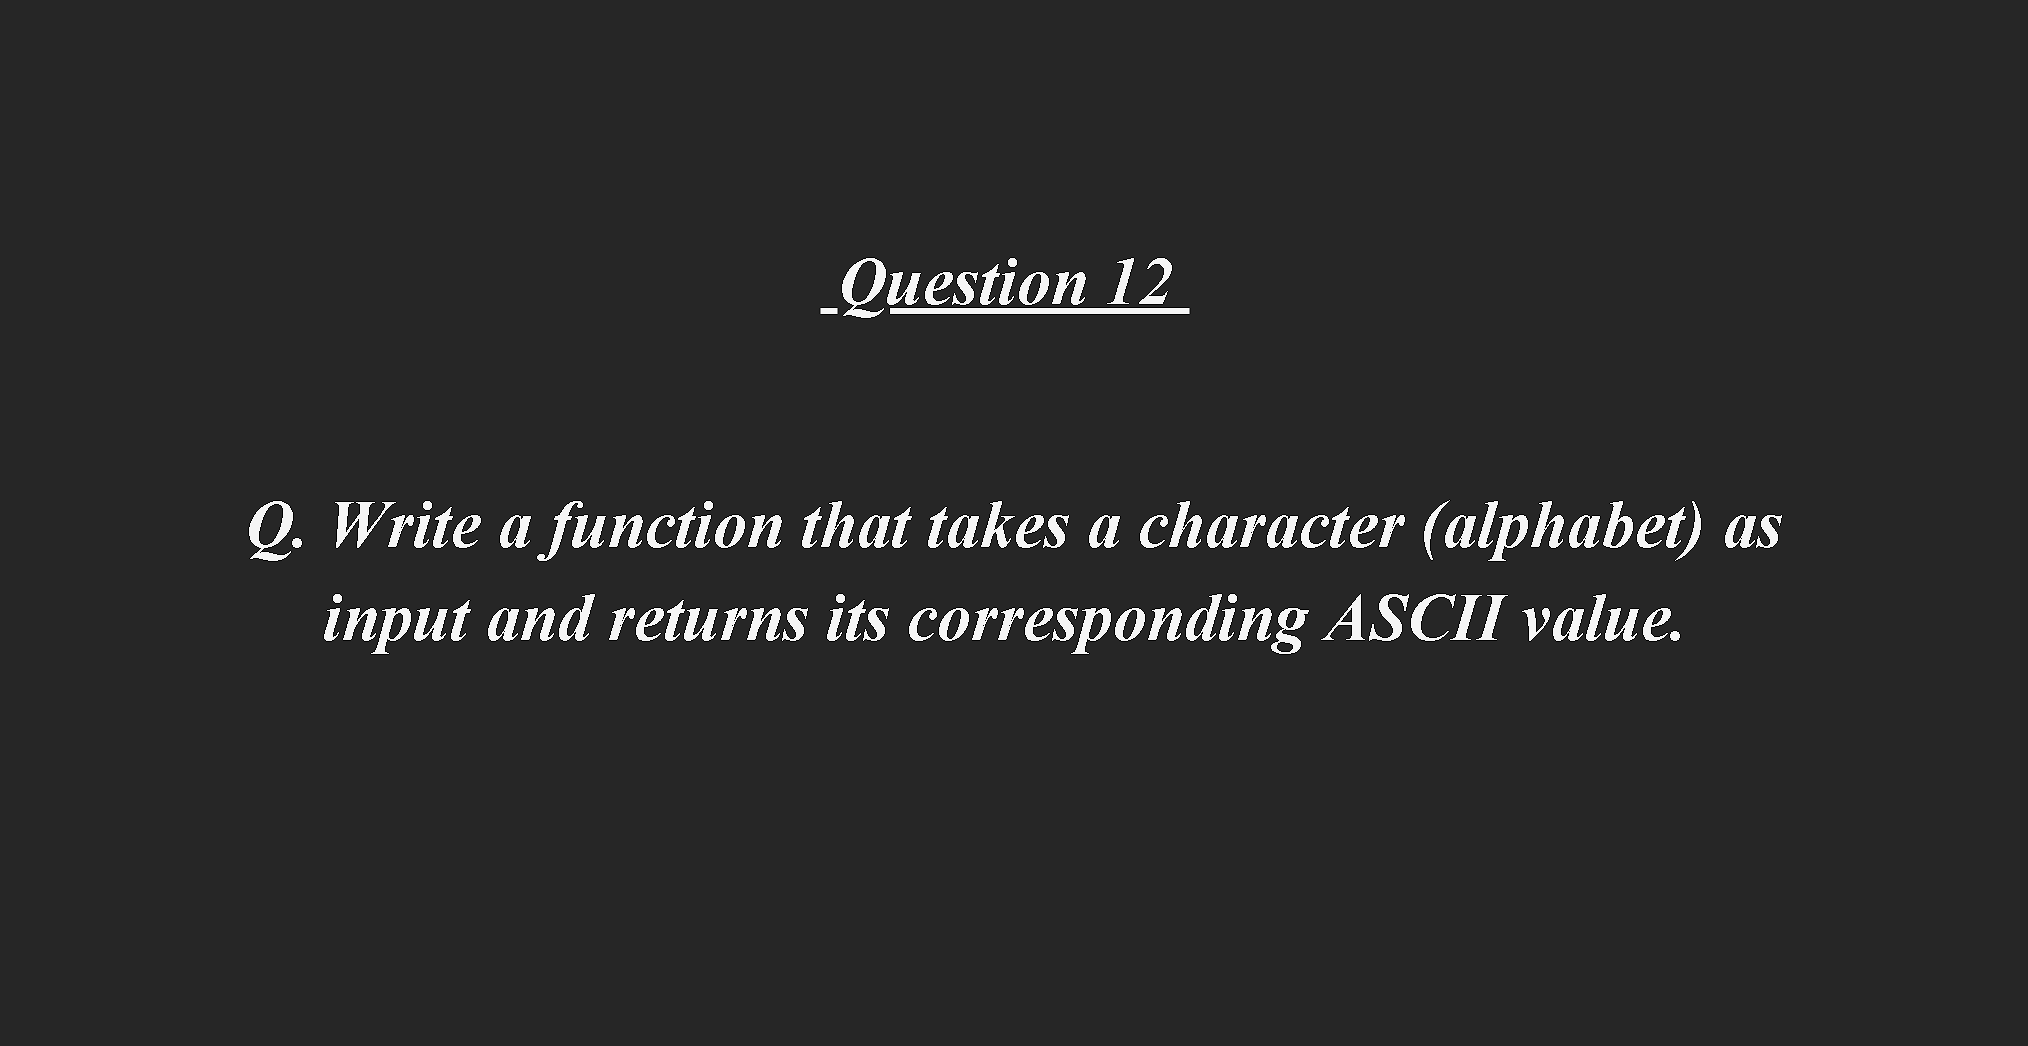 Question 12
Q. Write a function that takes a character (alphabet) as
input and returns its corresponding ASCII value.